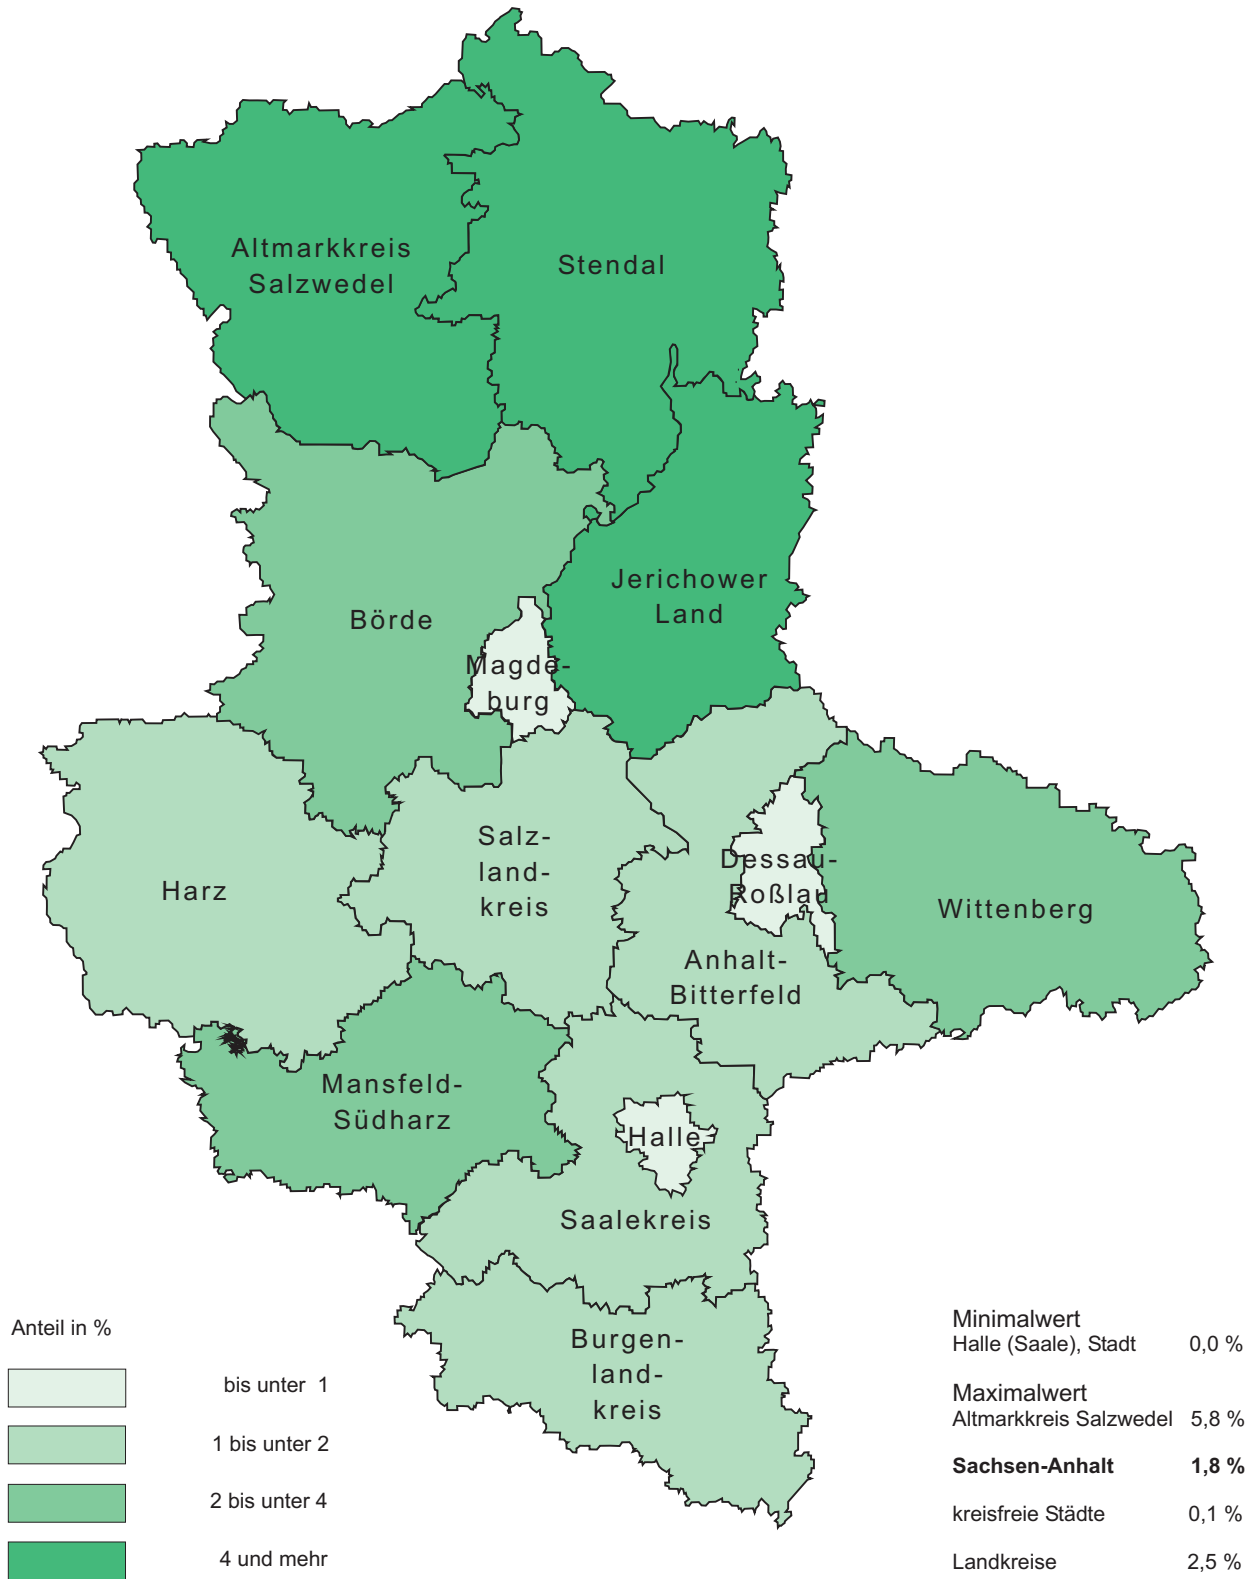 Altmarkkreis
Salzwedel
Stendal
Jerichower
Land
Börde
Magde-
burg
Salz-
land-
kreis
Harz
Dessau-
Roßlau
Wittenberg
Anhalt-
Bitterfeld
Mansfeld-
Südharz
Halle
Saalekreis
Burgen-
land-
kreis
Anteil in %
bis unter 1
1 bis unter 2
2 bis unter 4
4 und mehr
Minimalwert
Halle (Saale), Stadt 0,0 %
Maximalwert
Altmarkkreis Salzwedel 5,8 %
Sachsen-Anhalt 1,8 %
kreisfreie Städte 0,1 %
Landkreise 2,5 %